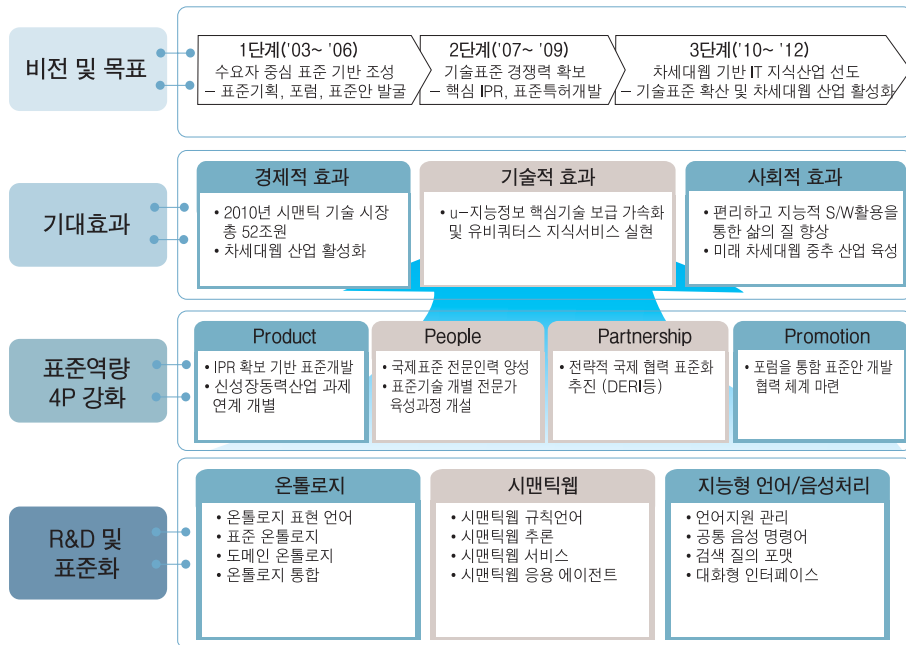 비전 및 목표
1단계('03~ '06)
수요자 중심 표준 기반 조성
– 표준기획, 포럼, 표준안 발굴
2단계('07~ '09)
기술표준 경쟁력 확보
– 핵심 IPR, 표준특허개발
3단계('10~ '12)
차세대웹 기반 IT 지식산업 선도
– 기술표준 확산 및 차세대웹 산업 활성화
기대효과
경제적 효과
• 2010년 시맨틱 기술 시장
총 52조원
• 차세대웹 산업 활성화
기술적 효과
• u-지능정보 핵심기술 보급 가속화
및 유비쿼터스 지식서비스 실현
사회적 효과
• 편리하고 지능적 S/W활용을
통한 삶의 질 향상
• 미래 차세대웹 중추 산업 육성
표준역량
4P 강화
Product
• IPR 확보 기반 표준개발
• 신성장동력산업 과제
연계 개별
People
• 국제표준 전문인력 양성
• 표준기술 개별 전문가
육성과정 개설
Partnership
• 전략적 국제 협력 표준화
추진 (DERI등)
Promotion
• 포럼을 통함 표준안 개발
협력 체계 마련
R&D 및
표준화
온톨로지
• 온톨로지 표현 언어
• 표준 온톨로지
• 도메인 온톨로지
• 온톨로지 통합
시맨틱웹
• 시맨틱웹 규칙언어
• 시맨틱웹 추론
• 시맨틱웹 서비스
• 시맨틱웹 응용 에이전트
지능형 언어/음성처리
• 언어지원 관리
• 공통 음성 명령어
• 검색 질의 포맷
• 대화형 인터페이스